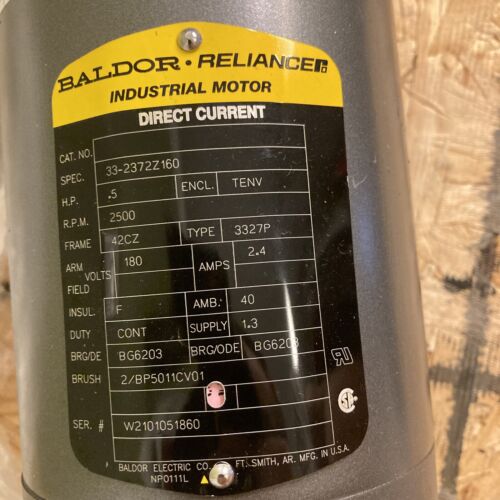 BALDOR • RELIANCE
INDUSTRIAL MOTOR
DIRECT CURRENT
CAT. NO.
SPEC. 33-2372Z160
H.P. .5 ENCL. TENV
R.P.M. 2500
FRAME 42CZ TYPE 3327P
ARM VOLTS 180 AMPS 2.4
FIELD
INSUL. F AMB. 40
DUTY CONT SUPPLY 1.3
BRG/DE BG6203 BRG/ODE BG6203
BRUSH 2/BP5011CV01
SER. # W2101051860
BALDOR ELECTRIC CO. FT. SMITH, AR. MFG. IN U.S.A.
NP0111L